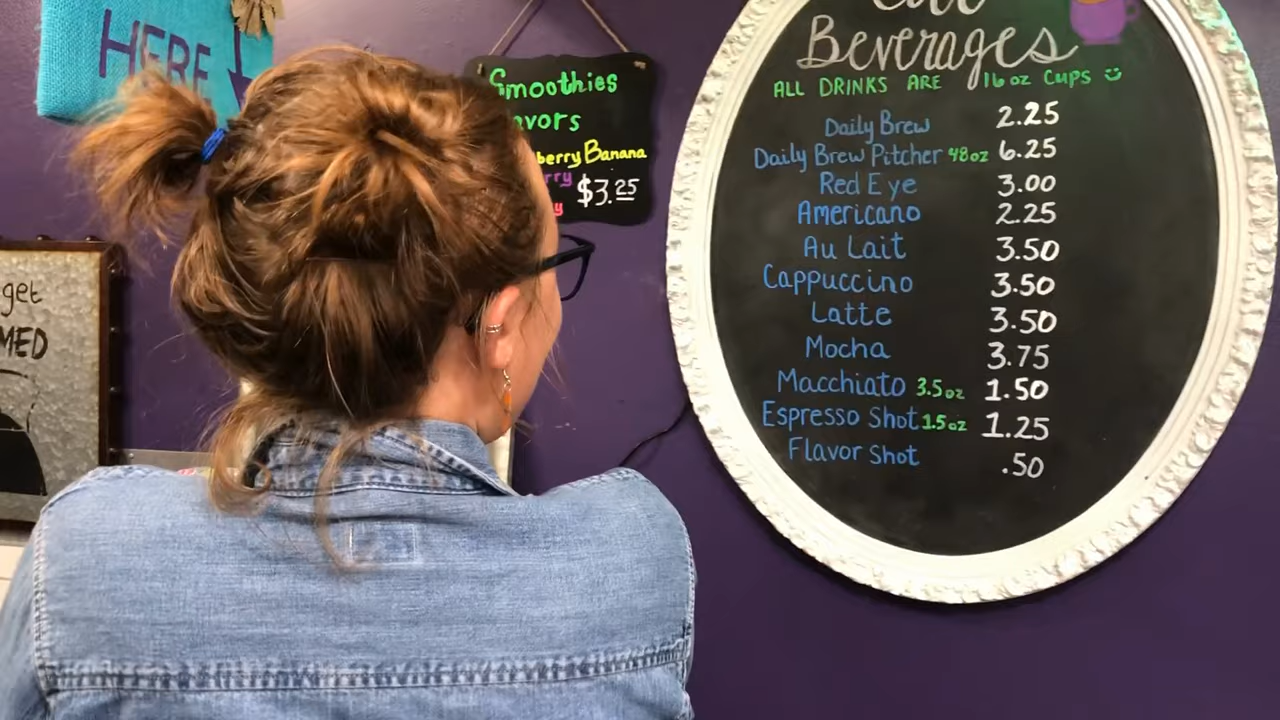 HERE
Smoothies
$3.25
Banana
get
Beverages
ALL DRINKS ARE 16 oz Cups
Daily Brew 2.25
Daily Brew Pitcher 48oz 6.25
Red Eye 3.00
Americano 2.25
Au Lait 3.50
Cappuccino 3.50
Latte 3.50
Mocha 3.75
Macchiato 3.5oz 1.50
Espresso Shot 1.5oz 1.25
Flavor Shot .50